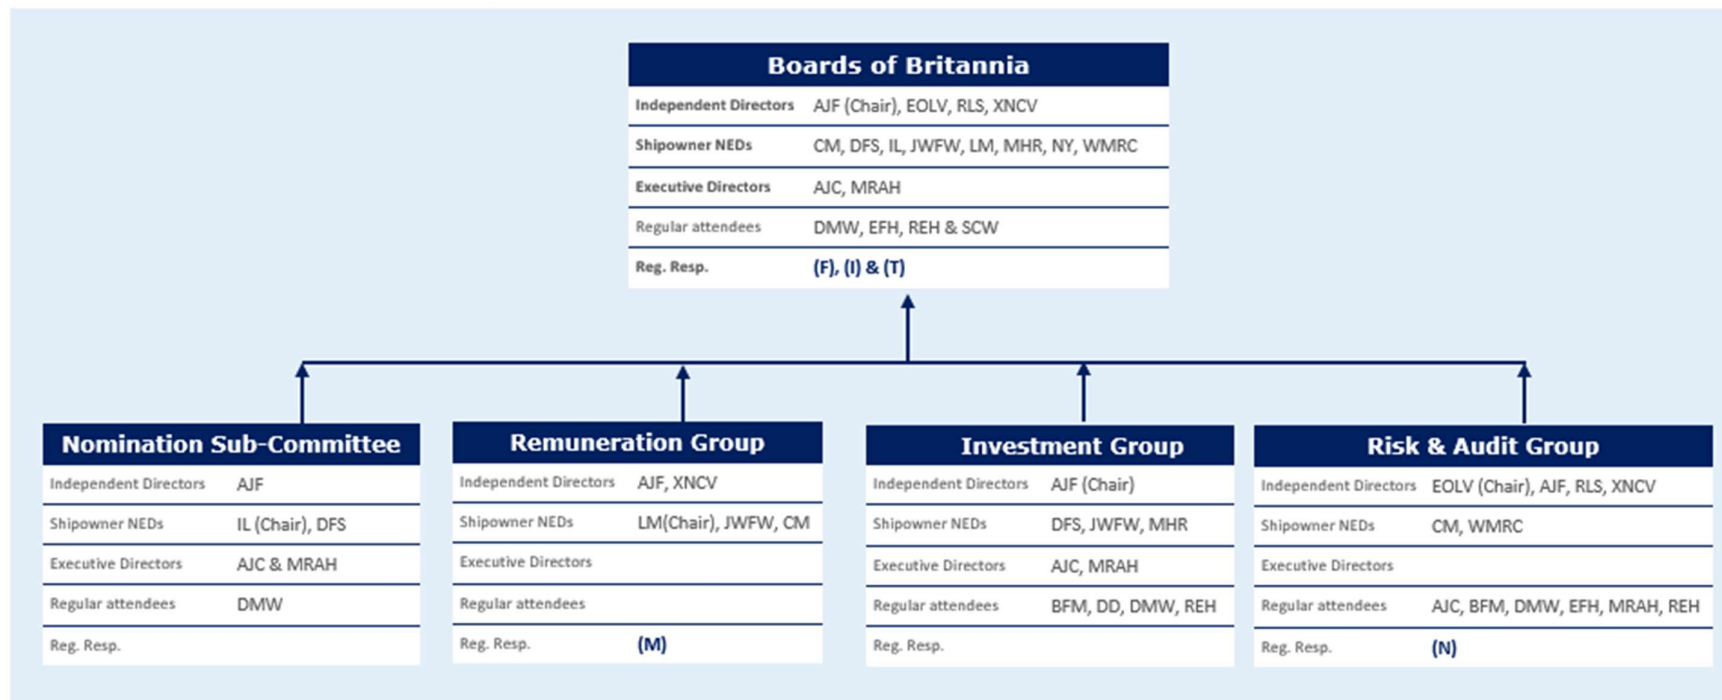 Boards of Britannia
Independent Directors AJF (Chair), EOLV, RLS, XNCV
Shipowner NEDs CM, DFS, IL, JWFW, LM, MHR, NY, WMRC
Executive Directors AJC, MRAH
Regular attendees DMW, EFH, REH & SCW
Reg. Resp. (F), (I) & (T)
Nomination Sub-Committee
Independent Directors AJF
Shipowner NEDs IL (Chair), DFS
Executive Directors AJC & MRAH
Regular attendees DMW
Reg. Resp.
Remuneration Group
Independent Directors AJF, XNCV
Shipowner NEDs LM(Chair), JWFW, CM
Executive Directors
Regular attendees
Reg. Resp. (M)
Investment Group
Independent Directors AJF (Chair)
Shipowner NEDs DFS, JWFW, MHR
Executive Directors AJC, MRAH
Regular attendees BFM, DD, DMW, REH
Reg. Resp.
Risk & Audit Group
Independent Directors EOLV (Chair), AJF, RLS, XNCV
Shipowner NEDs CM, WMRC
Executive Directors
Regular attendees AJC, BFM, DMW, EFH, MRAH, REH
Reg. Resp. (N)